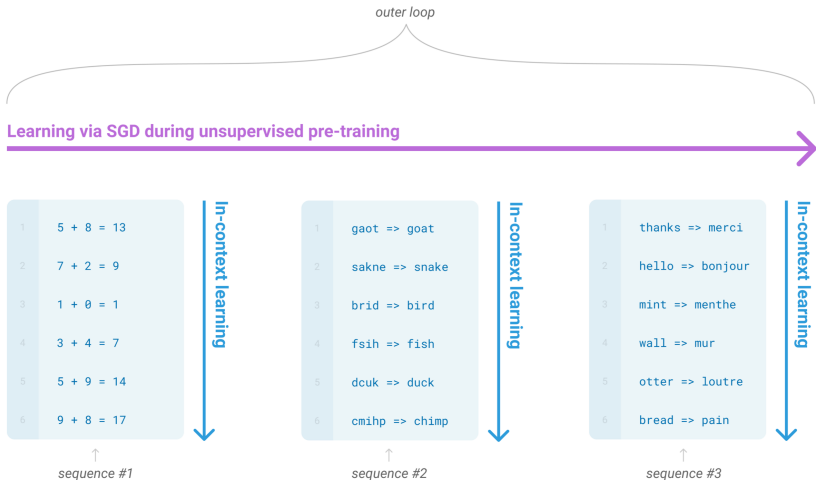 outer loop
Learning via SGD during unsupervised pre-training
1 5 + 8 = 13
2 7 + 2 = 9
3 1 + 0 = 1
4 3 + 4 = 7
5 5 + 9 = 14
6 9 + 8 = 17
In-context learning
sequence #1
1 gaot => goat
2 sakne => snake
3 brid => bird
4 fsih => fish
5 dcuk => duck
6 cmihp => chimp
In-context learning
sequence #2
1 thanks => merci
2 hello => bonjour
3 mint => menthe
4 wall => mur
5 otter => loutre
6 bread => pain
In-context learning
sequence #3